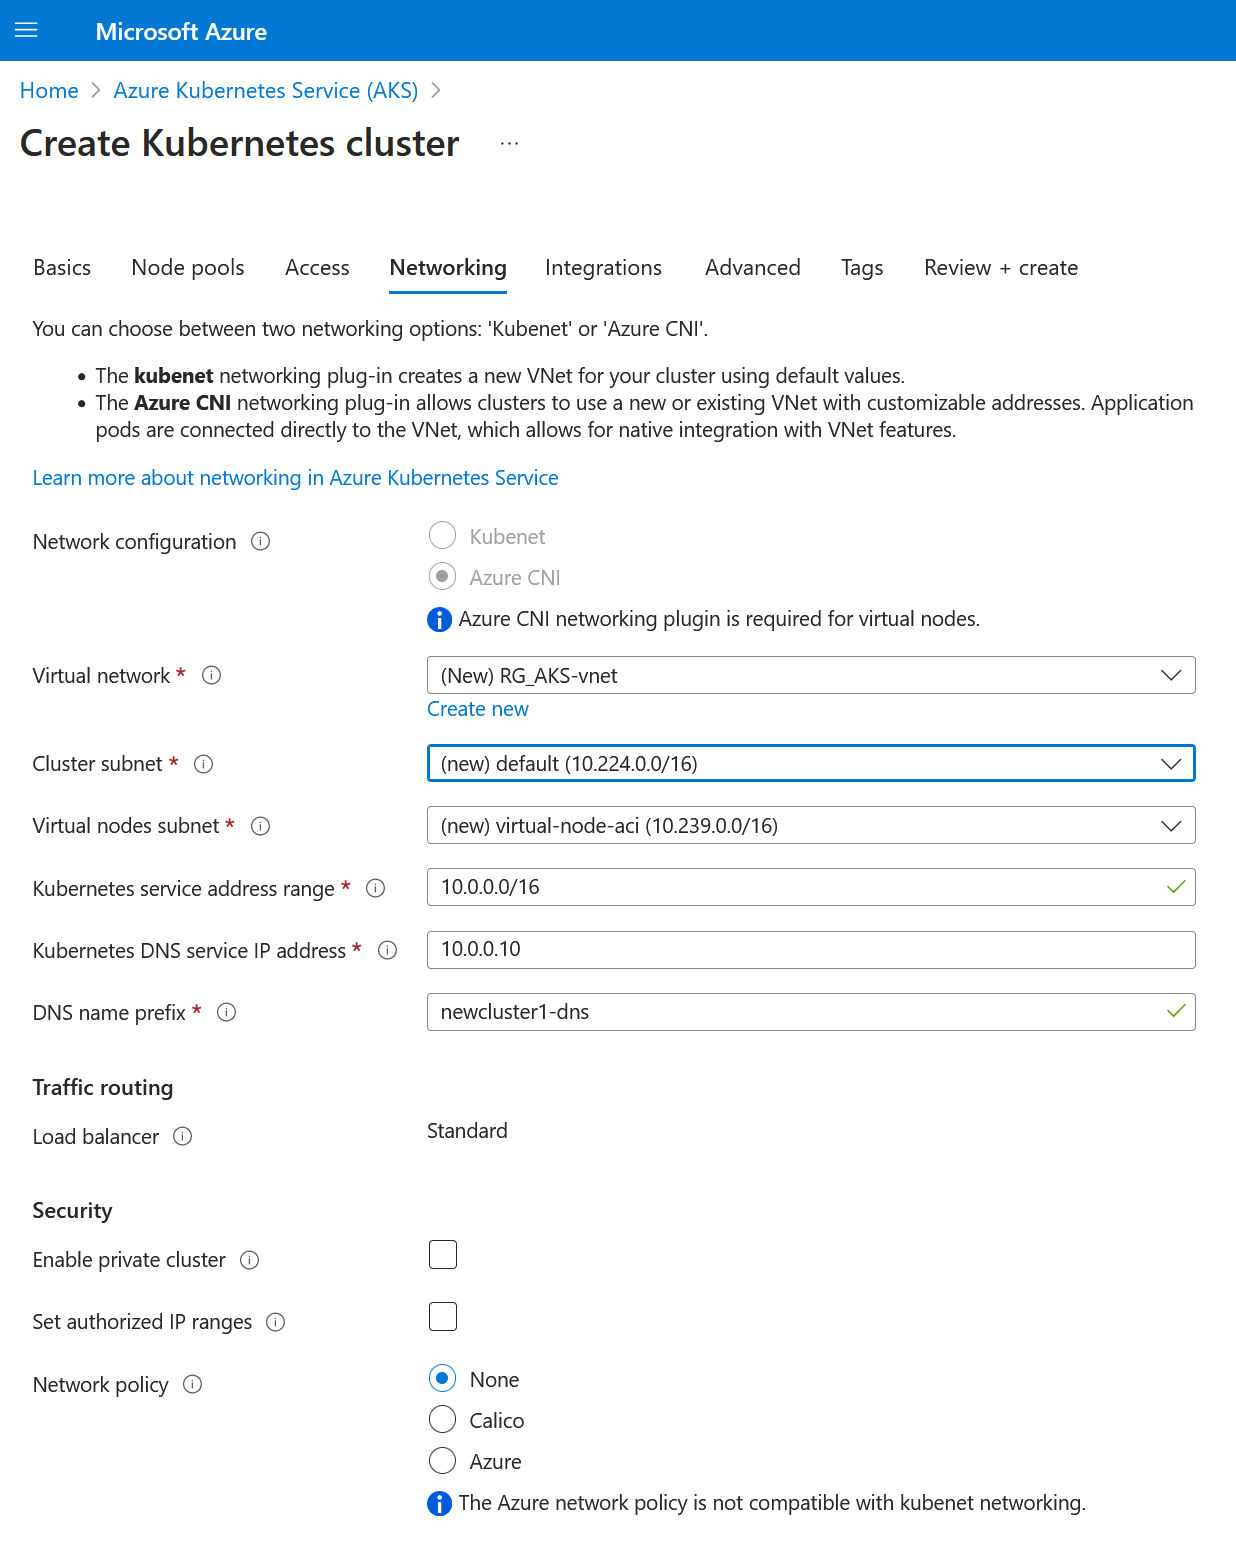 Microsoft Azure
Home > Azure Kubernetes Service (AKS) >
Create Kubernetes cluster ...
Basics Node pools Access Networking Integrations Advanced Tags Review + create
You can choose between two networking options: 'Kubenet' or 'Azure CNI'.
• The kubenet networking plug-in creates a new VNet for your cluster using default values.
• The Azure CNI networking plug-in allows clusters to use a new or existing VNet with customizable addresses. Application
pods are connected directly to the VNet, which allows for native integration with VNet features.
Learn more about networking in Azure Kubernetes Service
Network configuration
Kubenet
Azure CNI
Azure CNI networking plugin is required for virtual nodes.
Virtual network * (New) RG_AKS-vnet
Create new
Cluster subnet * (new) default (10.224.0.0/16)
Virtual nodes subnet * (new) virtual-node-aci (10.239.0.0/16)
Kubernetes service address range * 10.0.0.0/16
Kubernetes DNS service IP address * 10.0.0.10
DNS name prefix * newcluster1-dns
Traffic routing
Load balancer Standard
Security
Enable private cluster
Set authorized IP ranges
Network policy None
Calico
Azure
The Azure network policy is not compatible with kubenet networking.